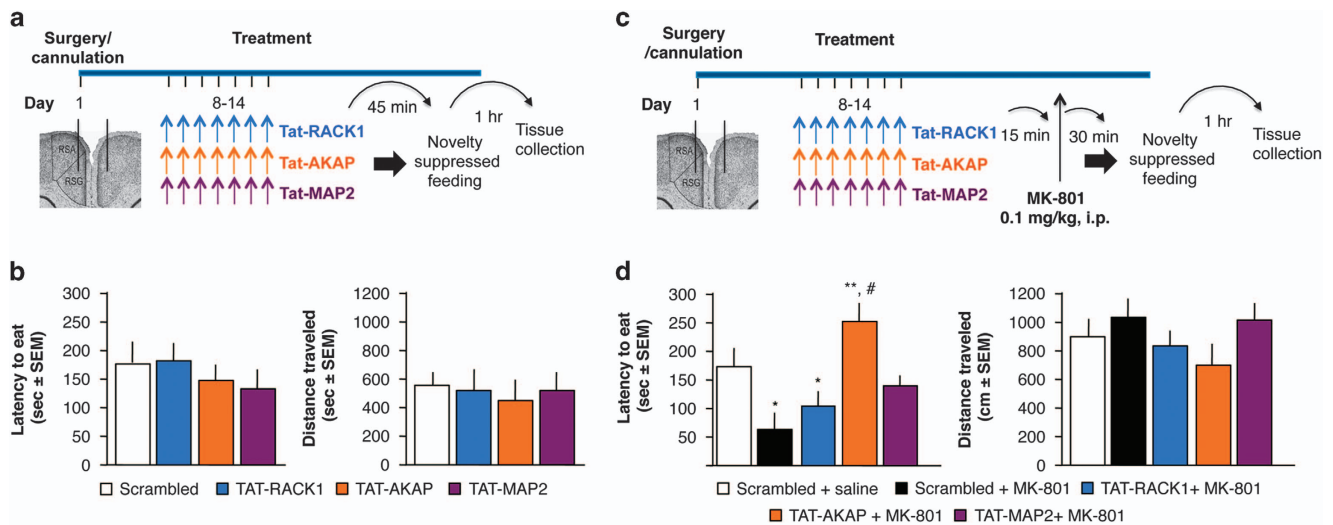 a
Surgery/
cannulation
Treatment
Day
1
8-14
45 min
1 hr
RSA
RSG
Tat-RACK1
Tat-AKAP
Tat-MAP2
Novelty
suppressed
feeding
Tissue
collection
c
Surgery
/cannulation
Treatment
Day
1
8-14
15 min
30 min
1 hr
RSA
RSG
Tat-RACK1
Tat-AKAP
Tat-MAP2
MK-801
0.1 mg/kg, i.p.
Novelty
suppressed
feeding
Tissue
collection
b
Latency to eat
(sec ± SEM)
300
250
200
150
100
50
0
Distance traveled
(sec ± SEM)
1200
1000
800
600
400
200
0
Scrambled
TAT-RACK1
TAT-AKAP
TAT-MAP2
d
Latency to eat
(sec ± SEM)
300
250
200
150
100
50
*
*
**, #
Distance traveled
(cm ± SEM)
1200
1000
800
600
400
200
0
Scrambled + saline
Scrambled + MK-801
TAT-RACK1+ MK-801
TAT-AKAP + MK-801
TAT-MAP2+ MK-801